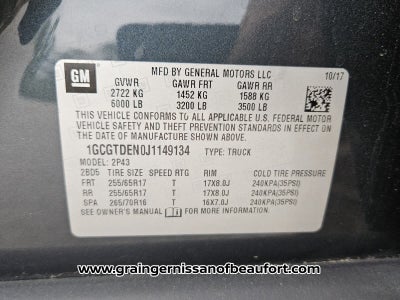 GM
MFD BY GENERAL MOTORS LLC
10/17
GVWR GAWR FRT GAWR RR
2722 KG 1452 KG 1588 KG
6000 LB 3200 LB 3500 LB
THIS VEHICLE CONFORMS TO ALL APPLICABLE U.S. FEDERAL MOTOR VEHICLE SAFETY, BUMPER, AND THEFT PREVENTION STANDARDS IN EFFECT ON THE DATE OF MANUFACTURE SHOWN ABOVE.
1GCGTDEN0J1149134 TYPE: TRUCK
MODEL: 2P43
2BD5 TIRE SIZE SPEED RTG RIM COLD TIRE PRESSURE
FRT 255/65R17 T 17X8.0J 240KPA(35PSI)
RR 255/65R17 T 17X8.0J 240KPA(35PSI)
SPA 265/70R16 T 16X7.0J 240KPA(35PSI)
SEE OWNER'S MANUAL FOR MORE INFORMATION.
www.graingernissanofbeaufort.com